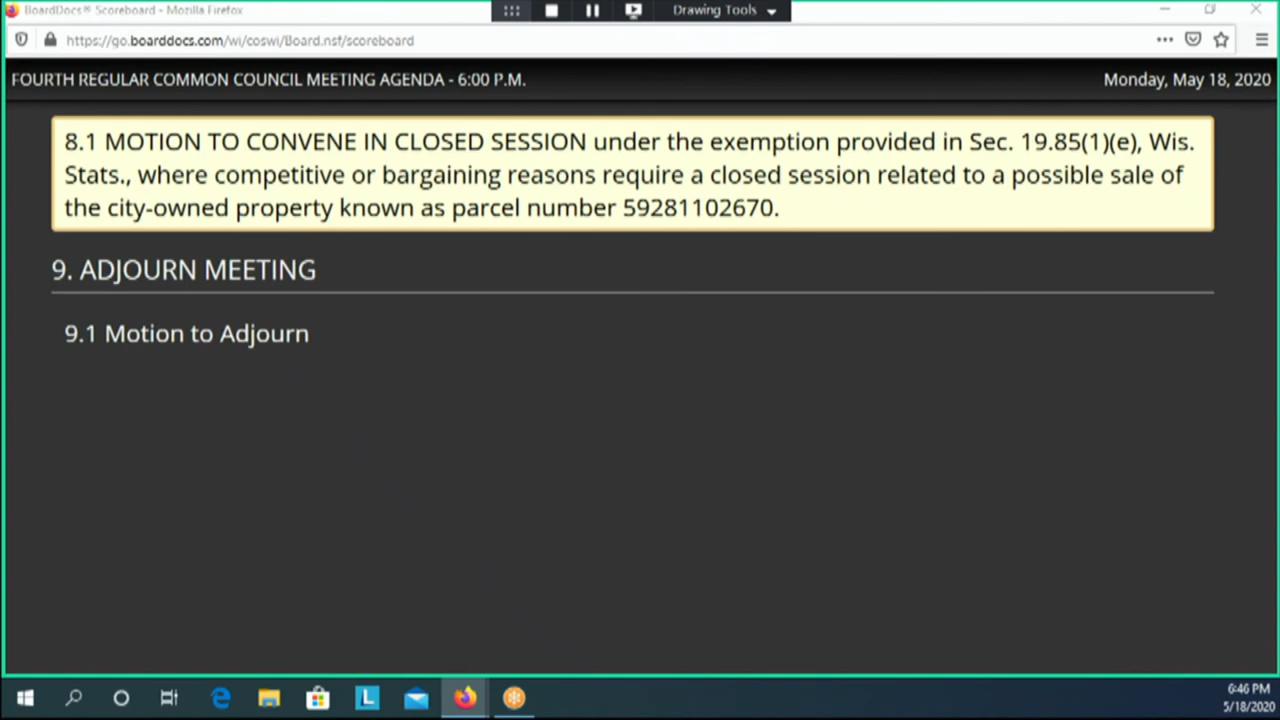 BoardDocs® Scoreboard - Mozilla Firefox
Drawing Tools
https://go.boarddocs.com/wi/coswi/Board.nsf/scoreboard
FOURTH REGULAR COMMON COUNCIL MEETING AGENDA - 6:00 P.M.
Monday, May 18, 2020
8.1 MOTION TO CONVENE IN CLOSED SESSION under the exemption provided in Sec. 19.85(1)(e), Wis.
Stats., where competitive or bargaining reasons require a closed session related to a possible sale of
the city-owned property known as parcel number 59281102670.
9. ADJOURN MEETING
9.1 Motion to Adjourn
L
6:46 PM
5/18/2020